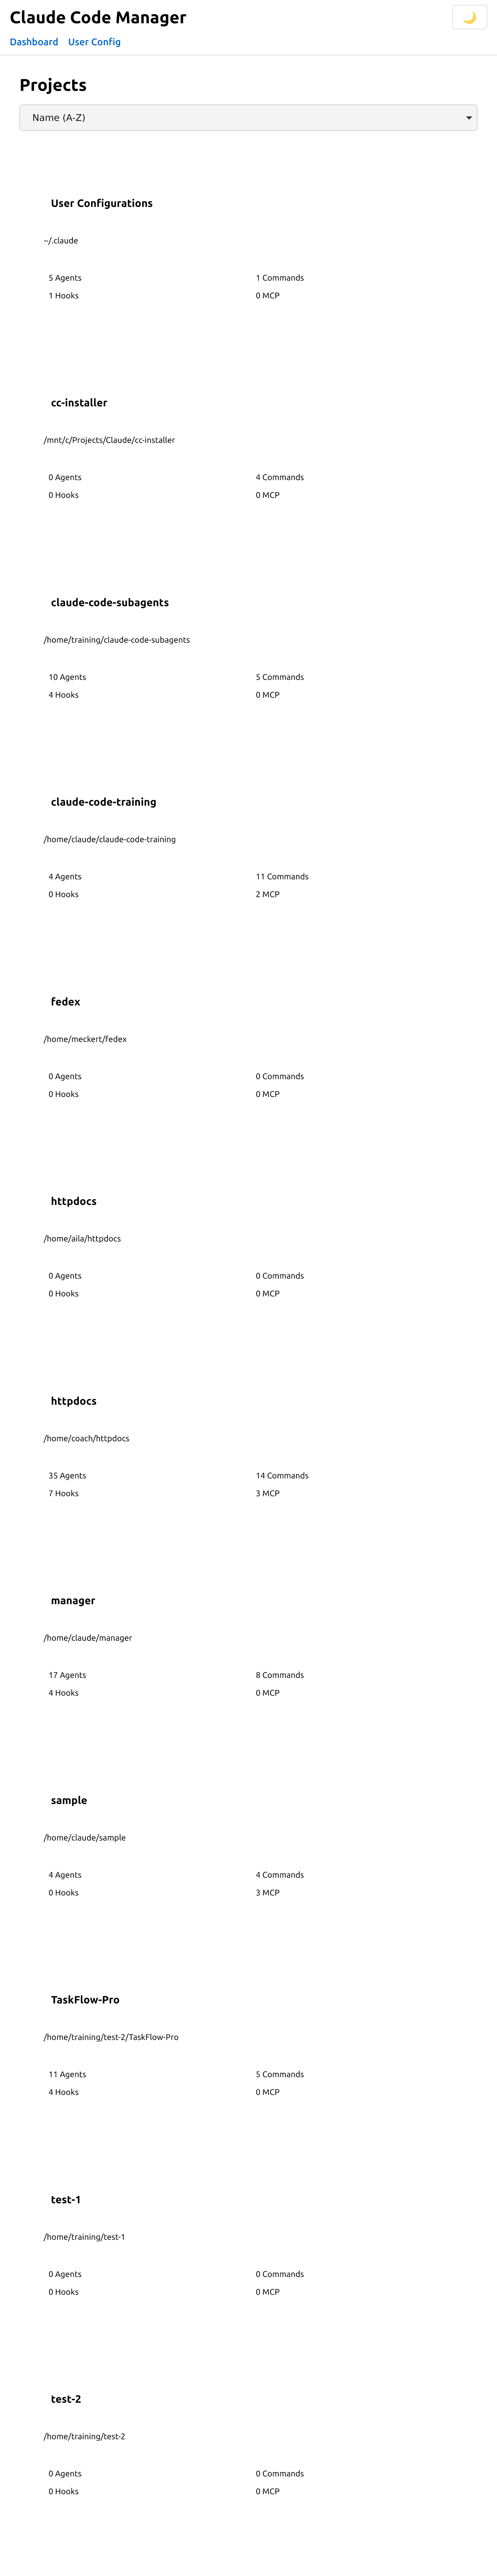 Claude Code Manager
🌙
Dashboard User Config
Projects
Name (A-Z)
User Configurations
~/.claude
5 Agents 1 Commands
1 Hooks 0 MCP
cc-installer
/mnt/c/Projects/Claude/cc-installer
0 Agents 4 Commands
0 Hooks 0 MCP
claude-code-subagents
/home/training/claude-code-subagents
10 Agents 5 Commands
4 Hooks 0 MCP
claude-code-training
/home/claude/claude-code-training
4 Agents 11 Commands
0 Hooks 2 MCP
fedex
/home/meckert/fedex
0 Agents 0 Commands
0 Hooks 0 MCP
httpdocs
/home/aila/httpdocs
0 Agents 0 Commands
0 Hooks 0 MCP
httpdocs
/home/coach/httpdocs
35 Agents 14 Commands
7 Hooks 3 MCP
manager
/home/claude/manager
17 Agents 8 Commands
4 Hooks 0 MCP
sample
/home/claude/sample
4 Agents 4 Commands
0 Hooks 3 MCP
TaskFlow-Pro
/home/training/test-2/TaskFlow-Pro
11 Agents 5 Commands
4 Hooks 0 MCP
test-1
/home/training/test-1
0 Agents 0 Commands
0 Hooks 0 MCP
test-2
/home/training/test-2
0 Agents 0 Commands
0 Hooks 0 MCP